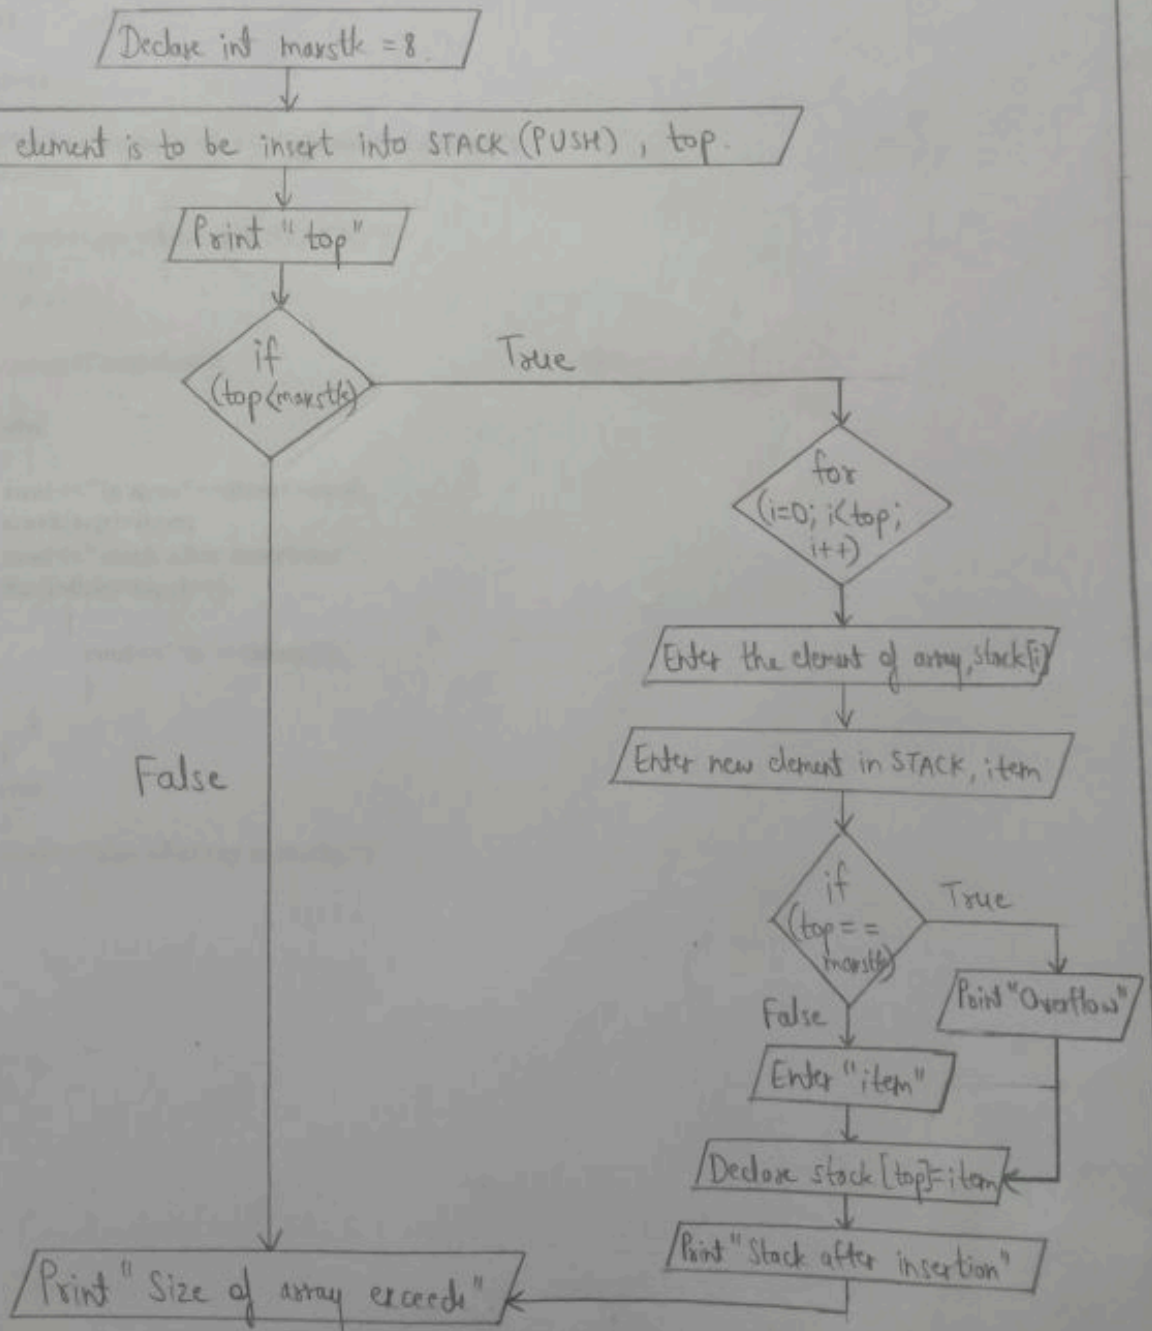 Declare int maxstk = 8.
element is to be insert into STACK (PUSH), top.
Print "top"
if
(top<maxstk)
True
for
(i=0; i<top;
i++)
Enter the element of array, stack[i]
Enter new element in STACK, item
False
if
(top==
maxstk)
True
Print "Overflow"
False
Enter "item"
Declare stack[top]=item
Print "Stack after insertion"
Print "Size of array exceeds"